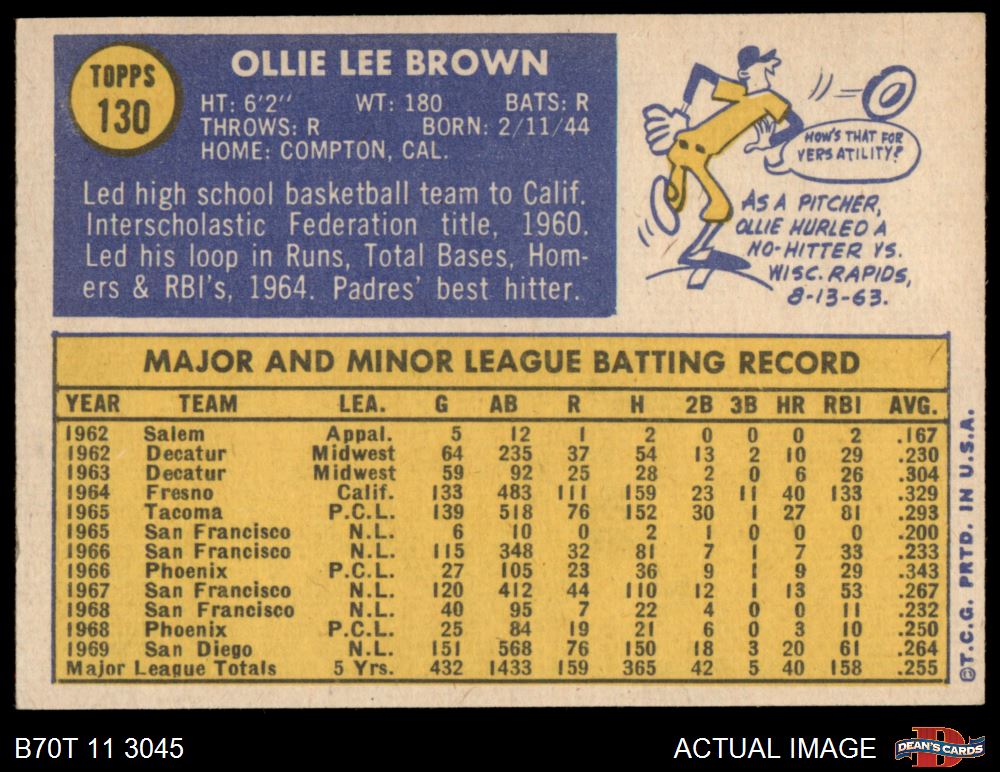 TOPPS
130
OLLIE LEE BROWN
HT: 6'2" WT: 180 BATS: R
THROWS: R BORN: 2/11/44
HOME: COMPTON, CAL.
Led high school basketball team to Calif.
Interscholastic Federation title, 1960.
Led his loop in Runs, Total Bases, Hom-
ers & RBI's, 1964. Padres' best hitter.
HOW'S THAT FOR
VERSATILITY?
AS A PITCHER,
OLLIE HURLED A
NO-HITTER VS.
WISC. RAPIDS,
8-13-63.
MAJOR AND MINOR LEAGUE BATTING RECORD
YEAR TEAM LEA. G AB R H 2B 3B HR RBI AVG.
1962 Salem Appal. 5 12 1 2 0 0 0 2 .167
1962 Decatur Midwest 64 235 37 54 13 2 10 29 .230
1963 Decatur Midwest 59 92 25 28 2 0 6 26 .304
1964 Fresno Calif. 133 483 111 159 23 11 40 133 .329
1965 Tacoma P.C.L. 139 518 76 152 30 1 27 81 .293
1965 San Francisco N.L. 6 10 0 2 1 0 0 0 .200
1966 San Francisco N.L. 115 348 32 81 7 1 7 33 .233
1966 Phoenix P.C.L. 27 105 23 36 9 1 9 29 .343
1967 San Francisco N.L. 120 412 44 110 12 1 13 53 .267
1968 San Francisco N.L. 40 95 7 22 4 0 0 11 .232
1968 Phoenix P.C.L. 25 84 19 21 6 0 3 10 .250
1969 San Diego N.L. 151 568 76 150 18 3 20 61 .264
Major League Totals 5 Yrs. 432 1433 159 365 42 5 40 158 .255
©T.C.G. PRTD. IN U.S.A.
B70T 11 3045
ACTUAL IMAGE
D
DEAN'S CARDS